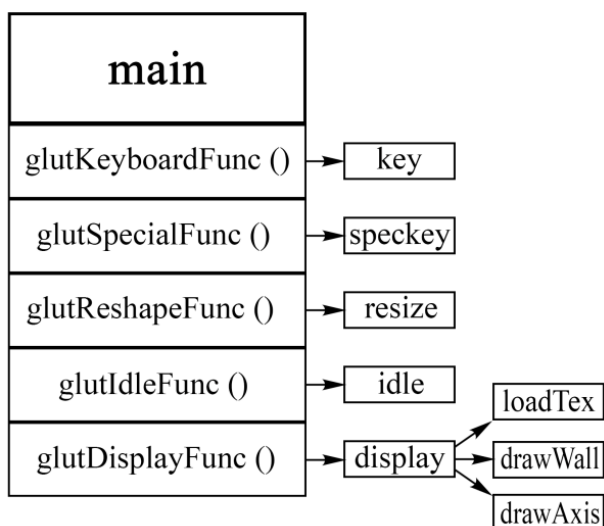 main
glutKeyboardFunc ()
key
glutSpecialFunc ()
speckey
glutReshapeFunc ()
resize
glutIdleFunc ()
idle
loadTex
glutDisplayFunc ()
display
drawWall
drawAxis